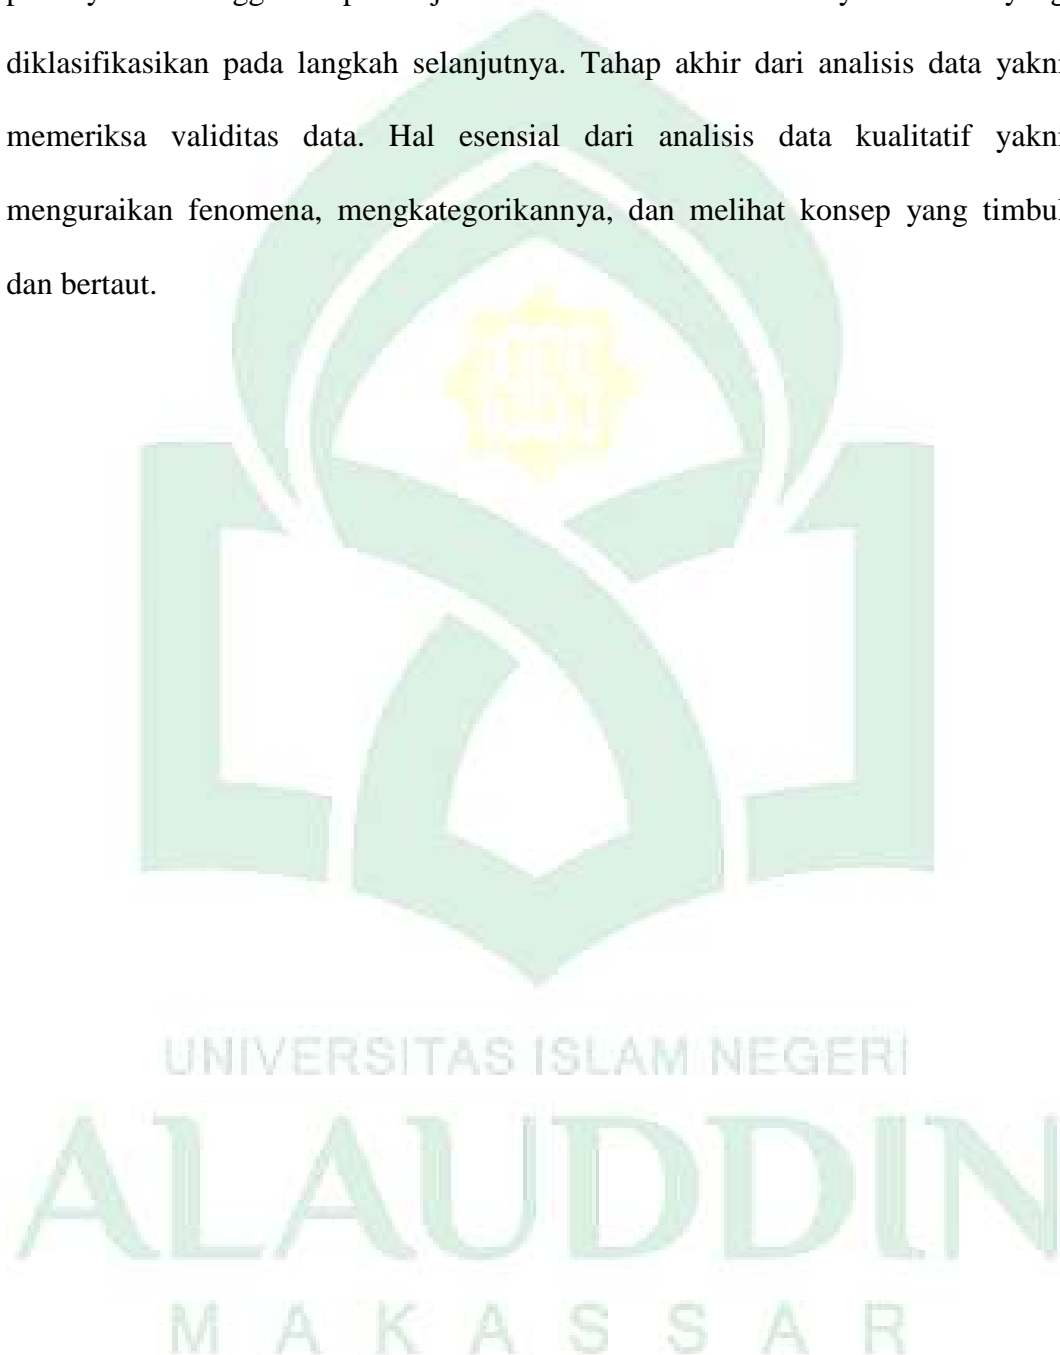 diklasifikasikan pada langkah selanjutnya. Tahap akhir dari analisis data yakni
memeriksa validitas data. Hal esensial dari analisis data kualitatif yakni
menguraikan fenomena, mengkategorikannya, dan melihat konsep yang timbul
dan bertaut.
UNIVERSITAS ISLAM NEGERI
ALAUDDIN
MAKASSAR